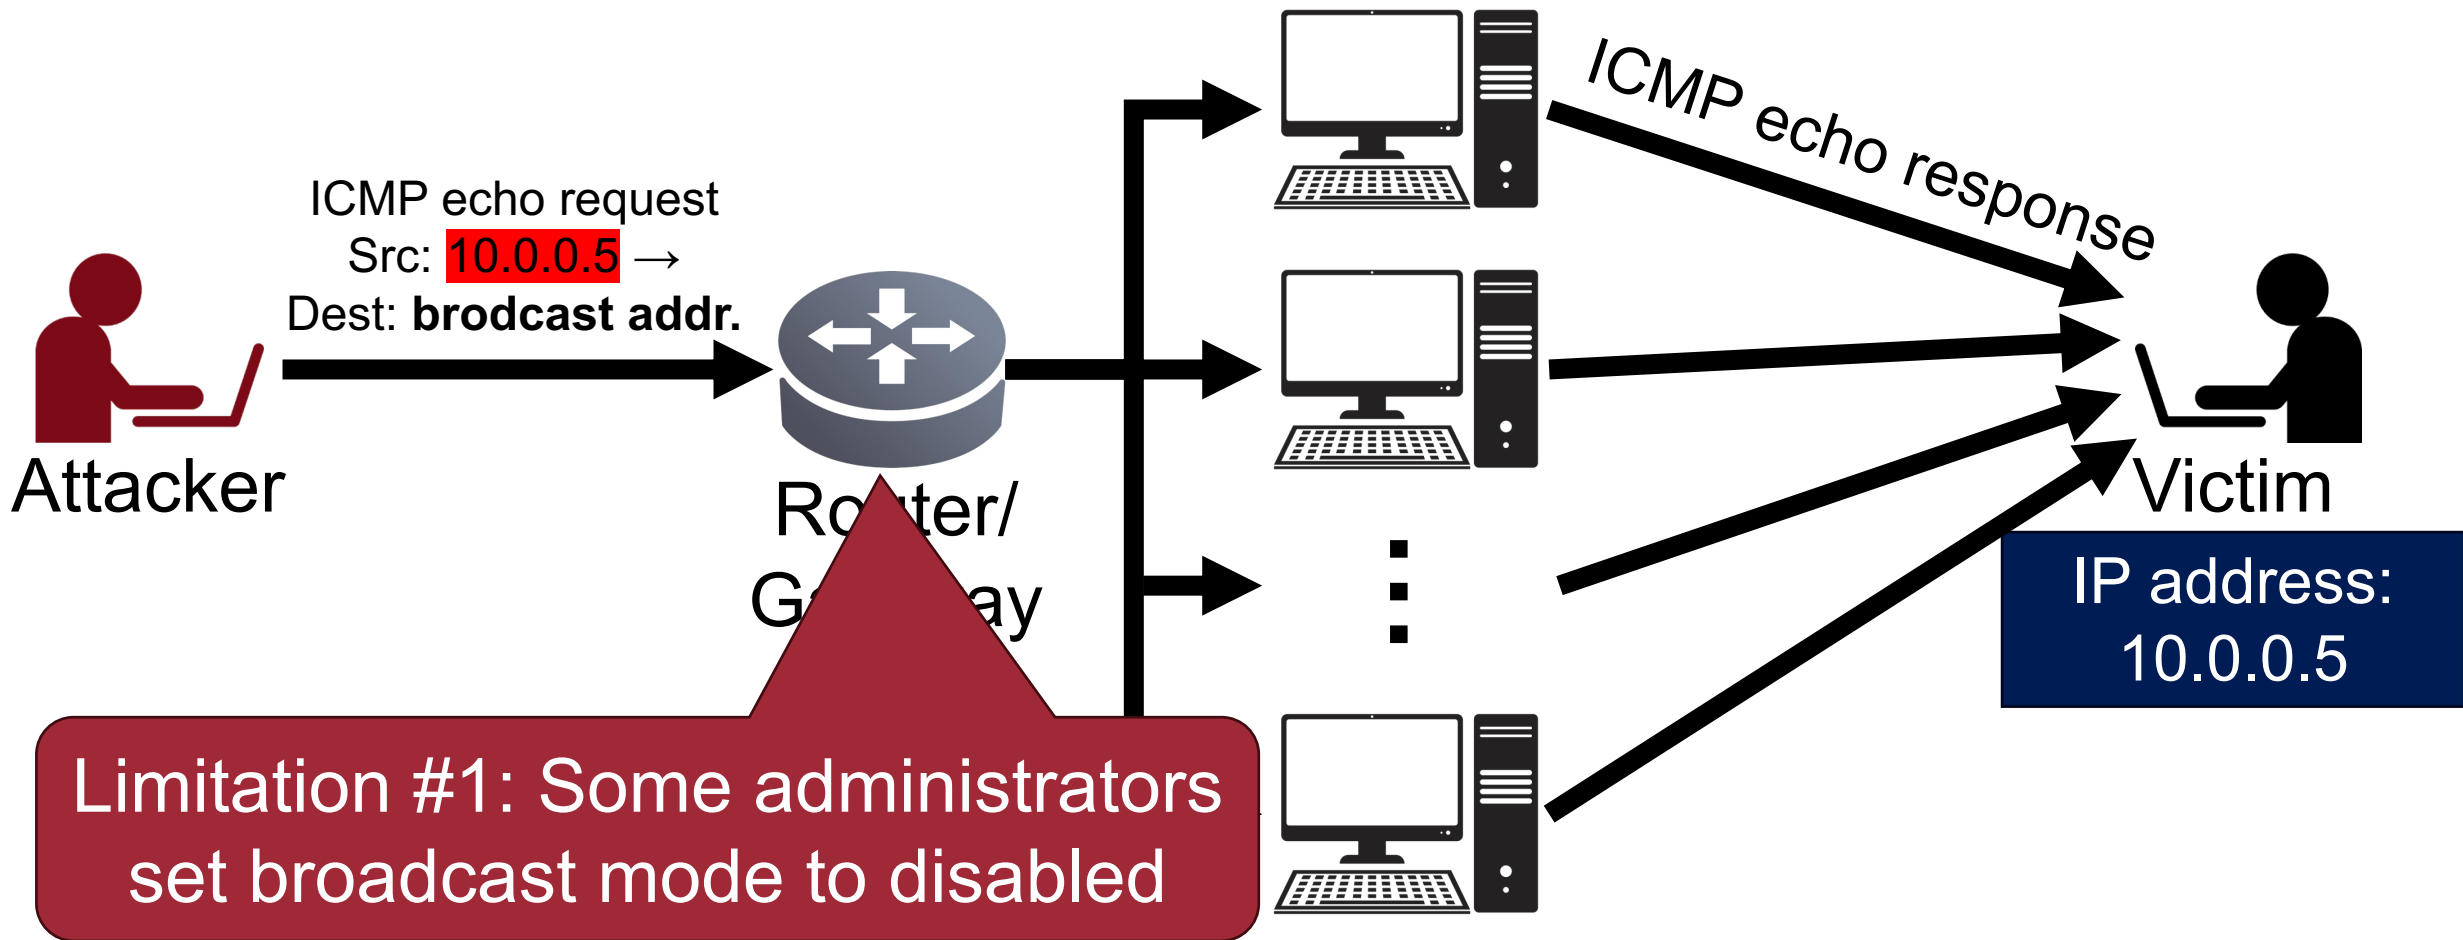 ICMP echo request
Src: 10.0.0.5 →
Dest: brodcast addr.
ICMP echo response
Attacker
Router/
Victim
IP address:
10.0.0.5
Limitation #1: Some administrators
set broadcast mode to disabled